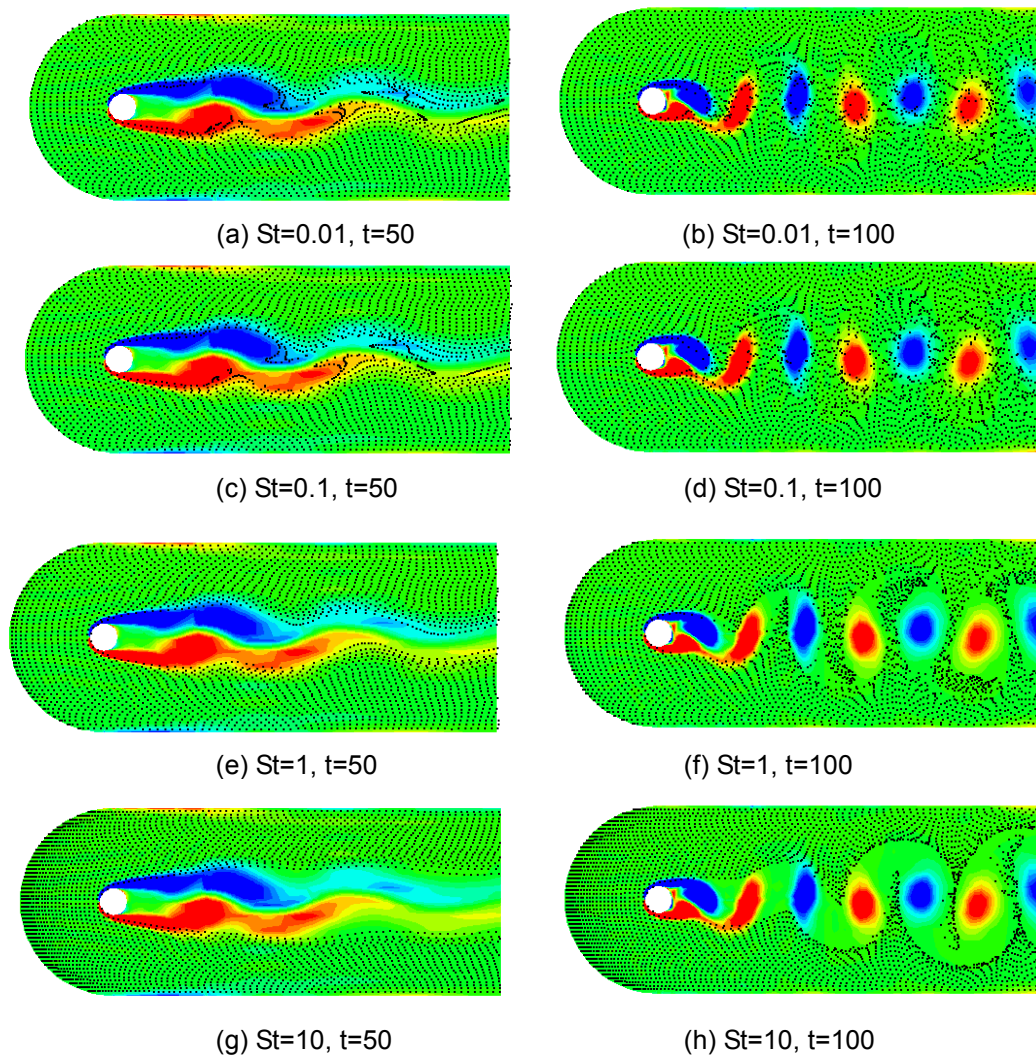 (a) St=0.01, t=50
(b) St=0.01, t=100
(c) St=0.1, t=50
(d) St=0.1, t=100
(e) St=1, t=50
(f) St=1, t=100
(g) St=10, t=50
(h) St=10, t=100